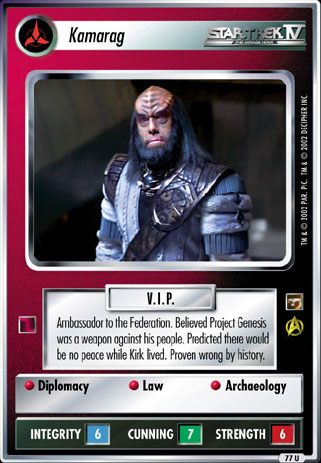 Kamarag
STAR TREK IV
THE VOYAGE HOME
TM & © 2002 PAR. P.C. TM & © 2002 DECIPHER INC.
V.I.P.
Ambassador to the Federation. Believed Project Genesis
was a weapon against his people. Predicted there would
be no peace while Kirk lived. Proven wrong by history.
Diplomacy Law Archaeology
INTEGRITY 6 CUNNING 7 STRENGTH 6
77 U